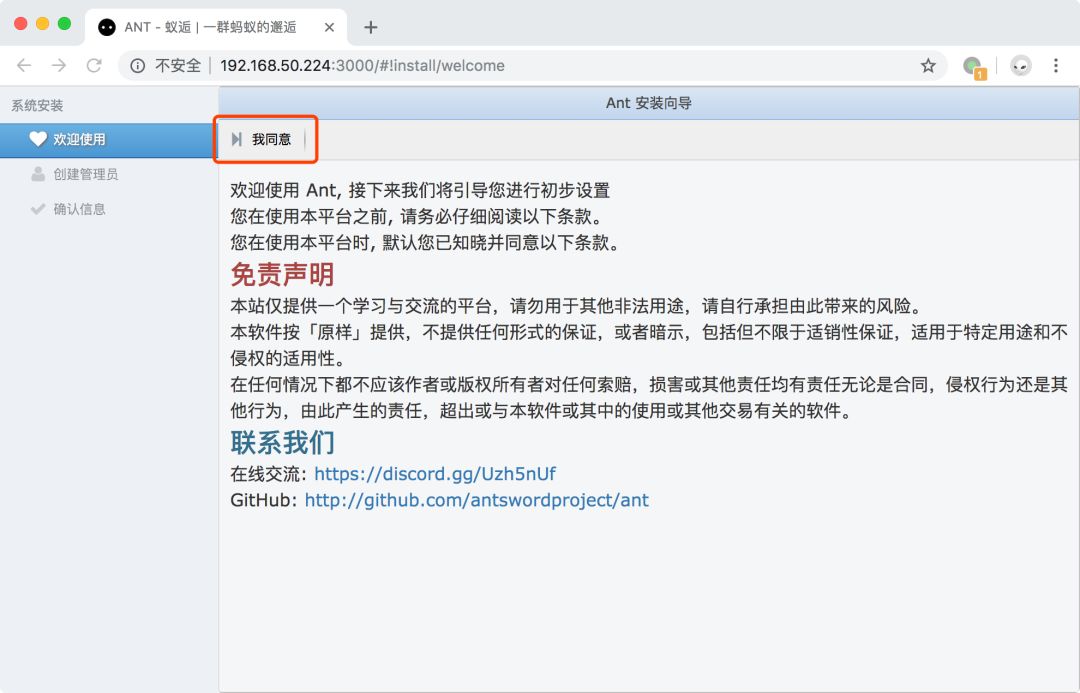 ANT - 蚁逅 | 一群蚂蚁的邂逅
不安全 | 192.168.50.224:3000/#!install/welcome
1
系统安装
Ant 安装向导
欢迎使用
我同意
创建管理员
确认信息
欢迎使用 Ant, 接下来我们将引导您进行初步设置
您在使用本平台之前, 请务必仔细阅读以下条款。
您在使用本平台时, 默认您已知晓并同意以下条款。
免责声明
本站仅提供一个学习与交流的平台，请勿用于其他非法用途，请自行承担由此带来的风险。
本软件按「原样」提供，不提供任何形式的保证，或者暗示，包括但不限于适销性保证，适用于特定用途和不
侵权的适用性。
在任何情况下都不应该作者或版权所有者对任何索赔，损害或其他责任均有责任无论是合同，侵权行为还是其
他行为，由此产生的责任，超出或与本软件或其中的使用或其他交易有关的软件。
联系我们
在线交流: https://discord.gg/Uzh5nUf
GitHub: http://github.com/antswordproject/ant